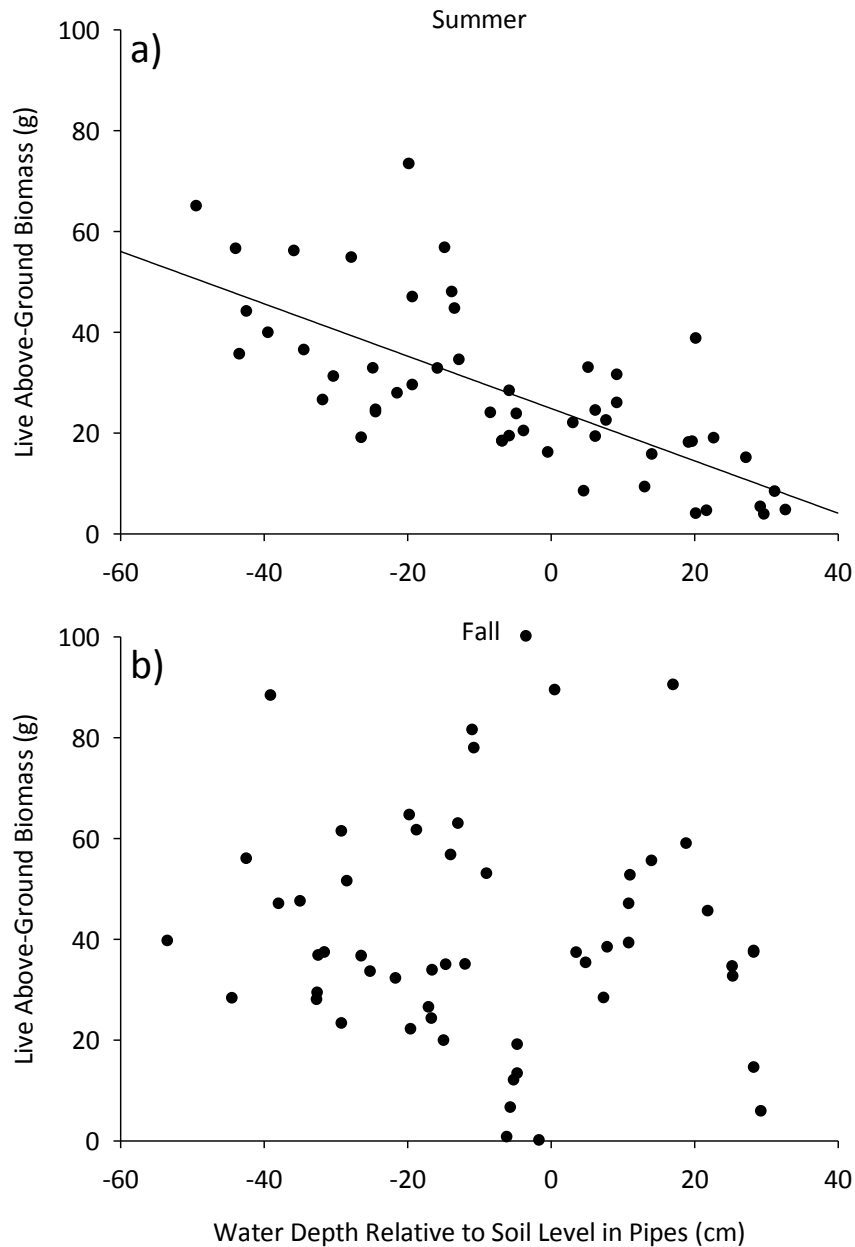 Summer
a)
Live Above-Ground Biomass (g)
100
80
60
40
20
0
-60 -40 -20 0 20 40
Fall
b)
Live Above-Ground Biomass (g)
100
80
60
40
20
0
-60 -40 -20 0 20 40
Water Depth Relative to Soil Level in Pipes (cm)